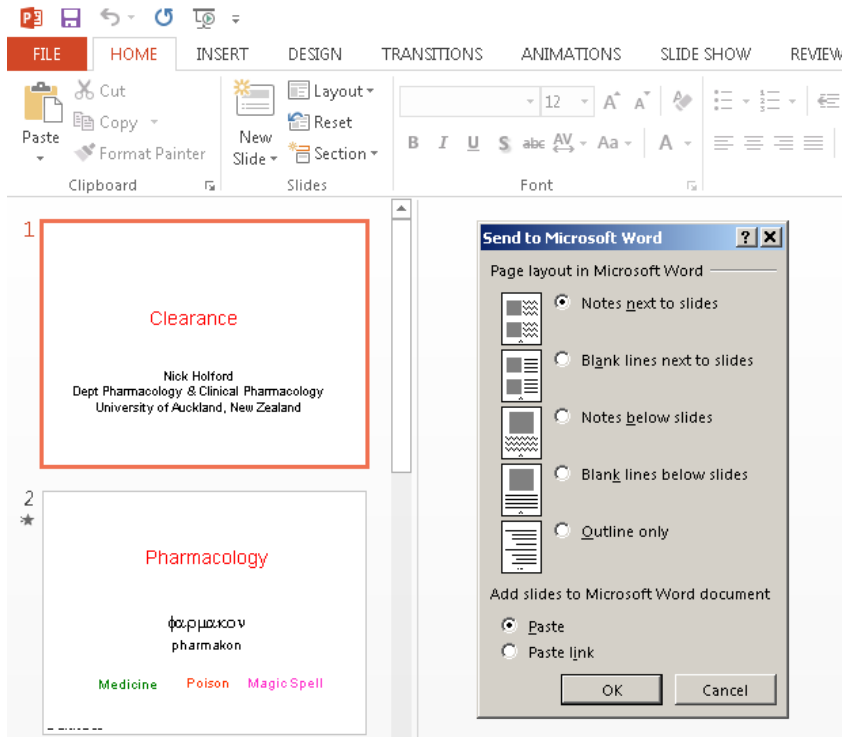 FILE HOME INSERT DESIGN TRANSITIONS ANIMATIONS SLIDE SHOW REVIEW
Paste
Cut
Copy
Format Painter
Clipboard
New
Slide
Layout
Reset
Section
Slides
12
B I U S abc AV Aa A
Font
1
Clearance
Nick Holford
Dept Pharmacology & Clinical Pharmacology
University of Auckland, New Zealand
2
Pharmacology
φαρμακον
pharmakon
Medicine Poison Magic Spell
Send to Microsoft Word
Page layout in Microsoft Word
Notes next to slides
Blank lines next to slides
Notes below slides
Blank lines below slides
Outline only
Add slides to Microsoft Word document
Paste
Paste link
OK Cancel